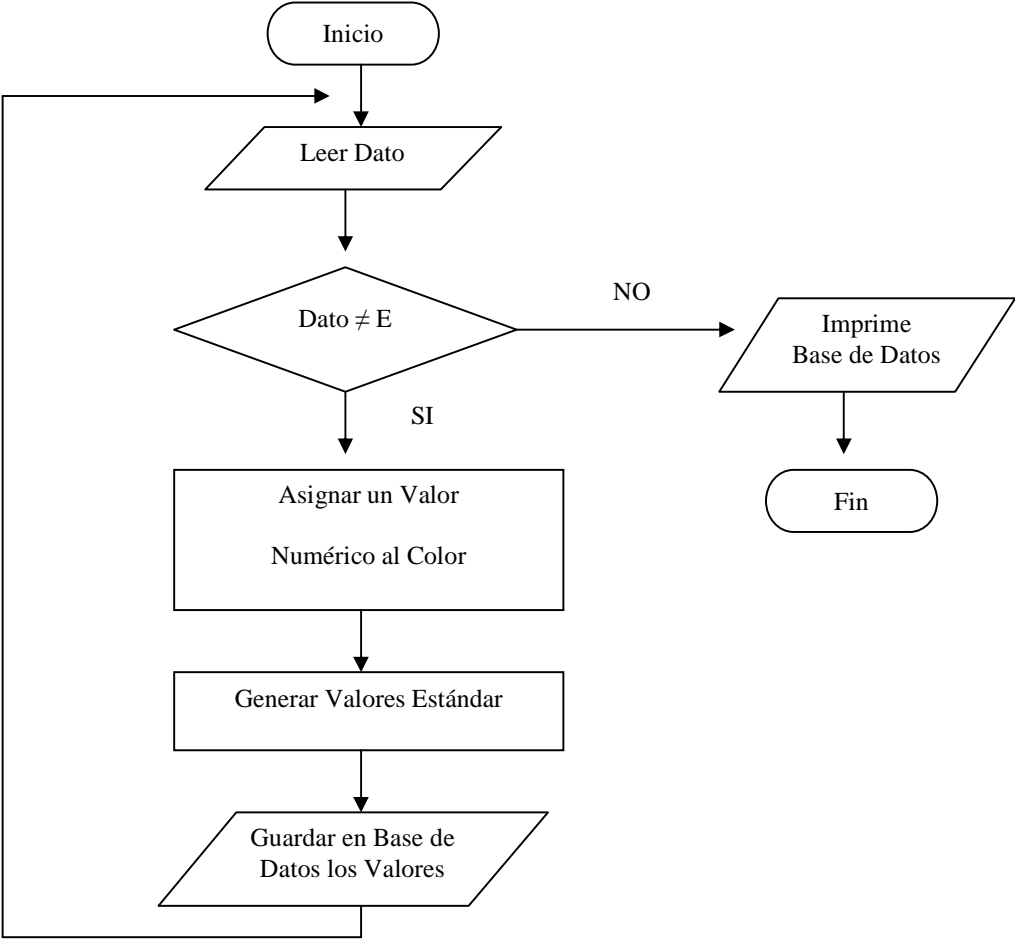 Inicio
Leer Dato
Dato ≠ E
NO
Imprime
Base de Datos
SI
Fin
Asignar un Valor
Numérico al Color
Generar Valores Estándar
Guardar en Base de
Datos los Valores